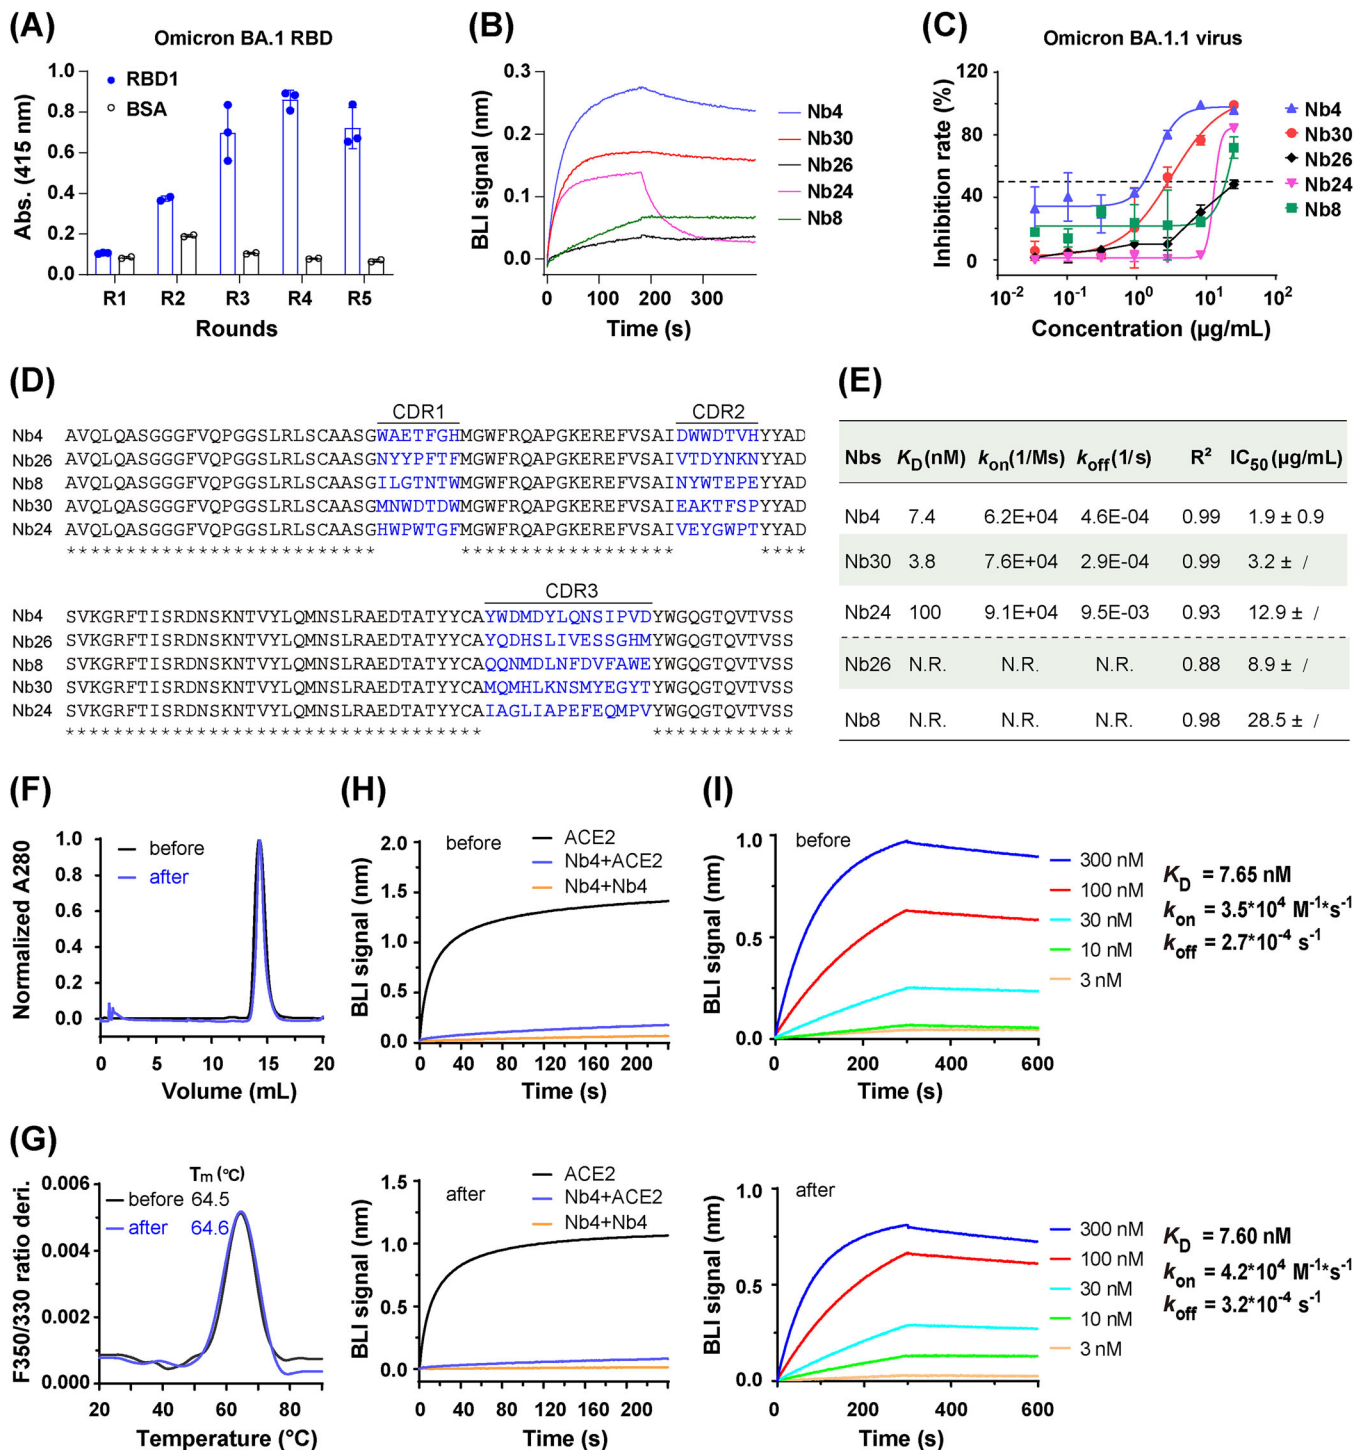 (A)
Omicron BA.1 RBD
RBD1
BSA
Abs. (415 nm)
1.0
0.8
0.6
0.4
0.2
0.0
R1 R2 R3 R4 R5
Rounds
(B)
BLI signal (nm)
0.3
0.2
0.1
0.0
0 100 200 300
Time (s)
Nb4
Nb30
Nb26
Nb24
Nb8
(C)
Omicron BA.1.1 virus
Inhibition rate (%)
120
80
40
0
10-2 10-1 100 101 102
Concentration (µg/mL)
Nb4
Nb30
Nb26
Nb24
Nb8
(D)
CDR1 CDR2
Nb4 AVQLQASGGGFVQPGGSLRLSCAASGWAETFGHMGWFRQAPGKEREFVSAIDWWDTVHYYAD
Nb26 AVQLQASGGGFVQPGGSLRLSCAASGNYYPFTFMGWFRQAPGKEREFVSAIVTDYNKNYYAD
Nb8 AVQLQASGGGFVQPGGSLRLSCAASGILGTNTWMGWFRQAPGKEREFVSAINYWTEPEYYAD
Nb30 AVQLQASGGGFVQPGGSLRLSCAASGMNWDTDWMGWFRQAPGKEREFVSAIEAKTFSPYYAD
Nb24 AVQLQASGGGFVQPGGSLRLSCAASGHWPWTGFMGWFRQAPGKEREFVSAIVEYGWPTYYAD
************************** ****************** ****
CDR3
Nb4 SVKGRFTISRDNSKNTVYLQMNSLRAEDTATYYCAYWDMDYLQNSIPVDYWGQGTQVTVSS
Nb26 SVKGRFTISRDNSKNTVYLQMNSLRAEDTATYYCAYQDHSLIVESSGHMYWGQGTQVTVSS
Nb8 SVKGRFTISRDNSKNTVYLQMNSLRAEDTATYYCAQQNMDLNFDVFAWEYWGQGTQVTVSS
Nb30 SVKGRFTISRDNSKNTVYLQMNSLRAEDTATYYCAMQMHLKNSMYEGYTYWGQGTQVTVSS
Nb24 SVKGRFTISRDNSKNTVYLQMNSLRAEDTATYYCAIAGLIAPEFEQMPVYWGQGTQVTVSS
*********************************** ************
(E)
Nbs KD(nM) kon(1/Ms) koff(1/s) R² IC50(µg/mL)
Nb4 7.4 6.2E+04 4.6E-04 0.99 1.9 ± 0.9
Nb30 3.8 7.6E+04 2.9E-04 0.99 3.2 ± /
Nb24 100 9.1E+04 9.5E-03 0.93 12.9 ± /
Nb26 N.R. N.R. N.R. 0.88 8.9 ± /
Nb8 N.R. N.R. N.R. 0.98 28.5 ± /
(F)
Normalized A280
1.0
0.8
0.6
0.4
0.2
0.0
before
after
0 5 10 15 20
Volume (mL)
(H)
BLI signal (nm)
2.0
1.5
1.0
0.5
0.0
before
ACE2
Nb4+ACE2
Nb4+Nb4
0 40 80 120 160 200
Time (s)
(I)
BLI signal (nm)
1.0
0.5
0.0
before
0 200 400 600
Time (s)
300 nM
100 nM
30 nM
10 nM
3 nM
KD = 7.65 nM
kon = 3.5*10⁴ M-1*s-1
koff = 2.7*10-4 s-1
(G)
F350/330 ratio deri.
0.006
0.004
0.002
0.000
Tm (°C)
before 64.5
after 64.6
20 40 60 80
Temperature (°C)
BLI signal (nm)
1.5
1.0
0.5
0.0
after
ACE2
Nb4+ACE2
Nb4+Nb4
0 40 80 120 160 200
Time (s)
BLI signal (nm)
1.0
0.5
0.0
after
0 200 400 600
Time (s)
300 nM
100 nM
30 nM
10 nM
3 nM
KD = 7.60 nM
kon = 4.2*10⁴ M-1*s-1
koff = 3.2*10-4 s-1